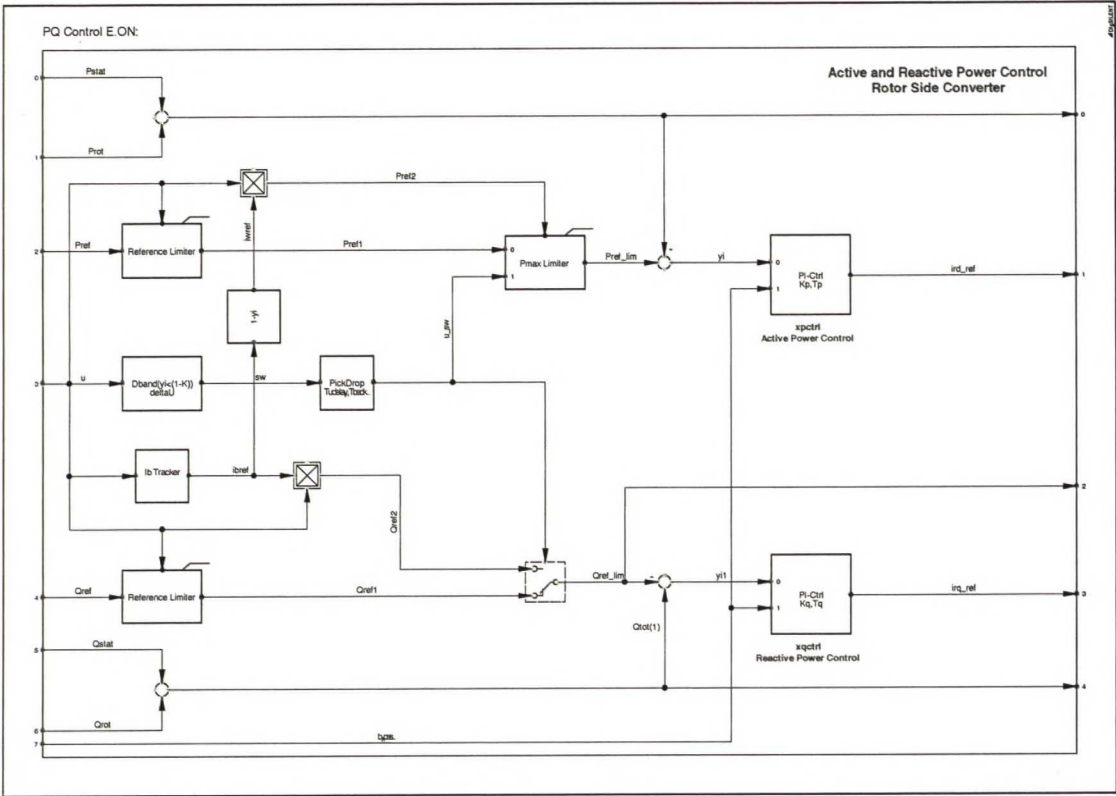 PQ Control E.ON:
DIgSILENT
Active and Reactive Power Control
Rotor Side Converter
0
Pstat
0
1
Prot
Pref2
iwref
2
Pref
Reference Limiter
Pref1
0
1
Pmax Limiter
Pref_lim
-
yi
0
1
PI-Ctrl
Kp,Tp
ird_ref
1
xpctrl
Active Power Control
1-yi
u_sw
3
u
Dband(yi<(1-K))
deltaU
sw
PickDrop
Ib Tracker
ibref
Qref2
2
4
Qref
Reference Limiter
Qref1
Qref_lim
-
yi1
0
1
PI-Ctrl
Kq,Tq
irq_ref
3
xqctrl
Reactive Power Control
Qtot(1)
5
Qstat
4
6
Qrot
7